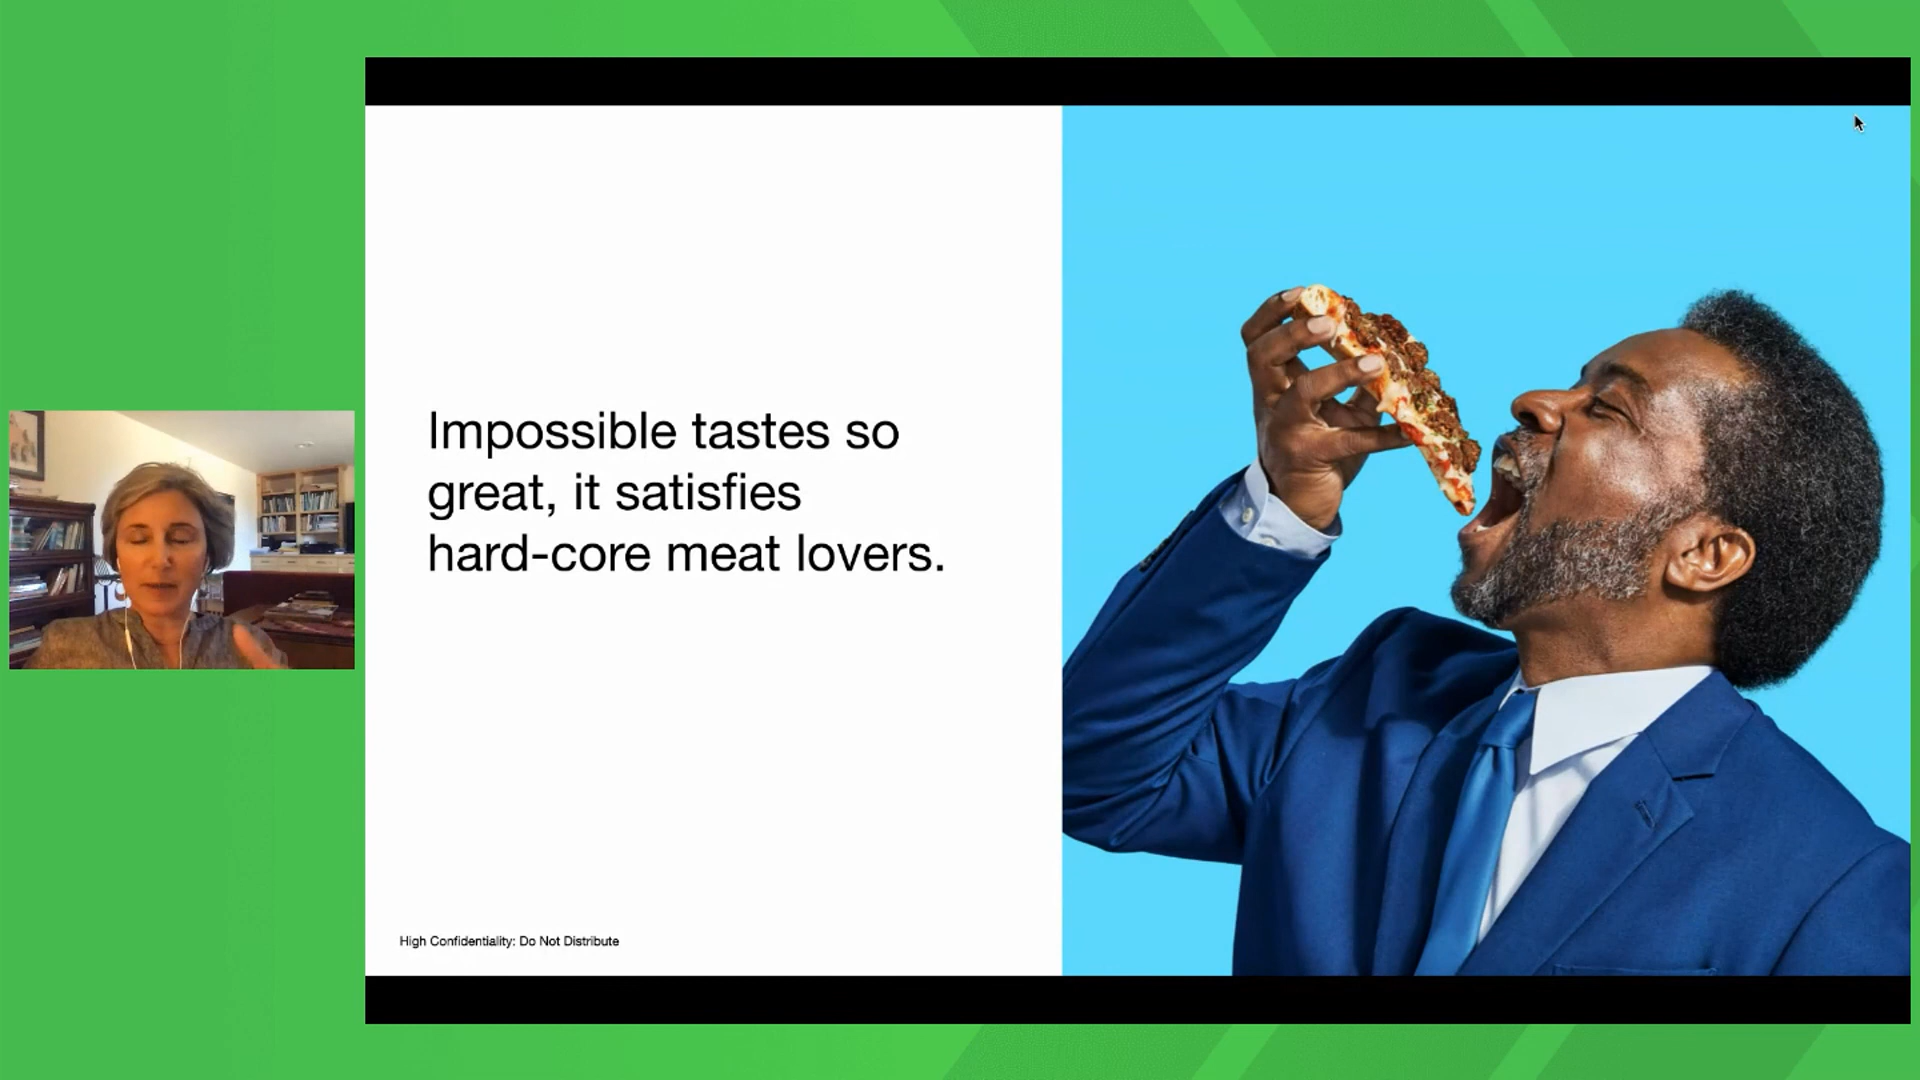 Impossible tastes so
great, it satisfies
hard-core meat lovers.
High Confidentiality: Do Not Distribute